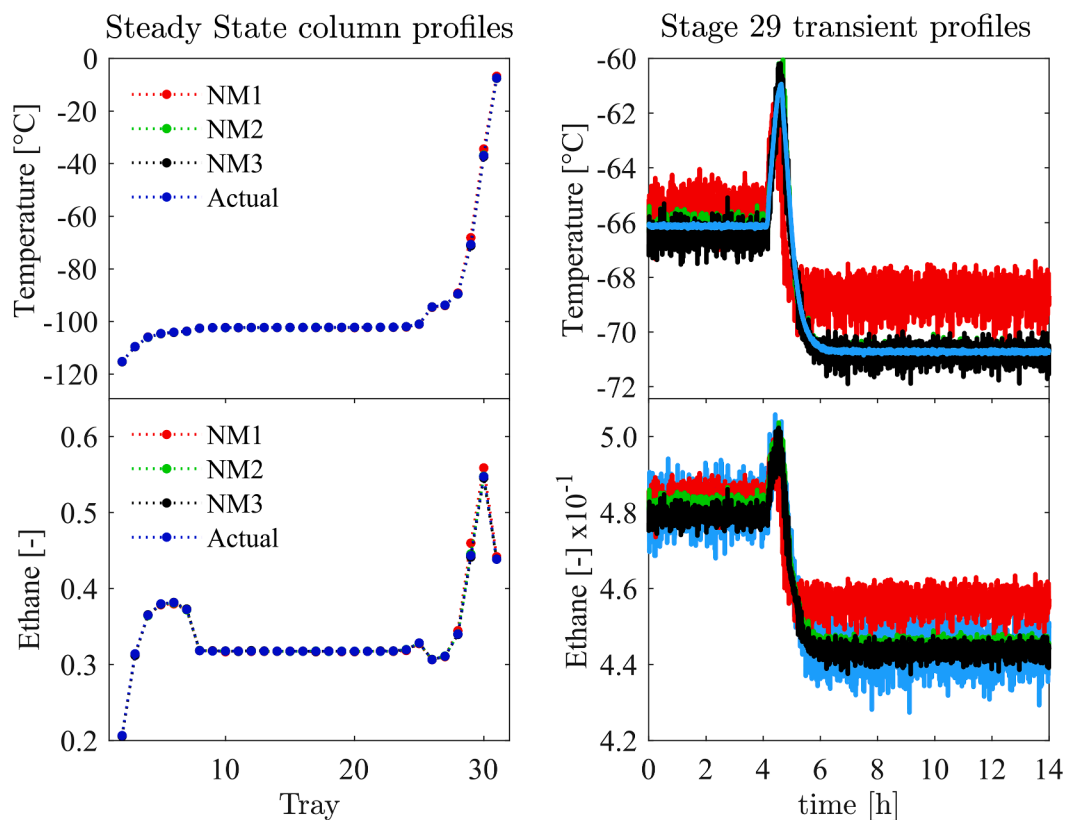 Steady State column profiles
Stage 29 transient profiles
Temperature [°C]
0
-20
-40
-60
-80
-100
-120
NM1
NM2
NM3
Actual
Temperature [°C]
-60
-62
-64
-66
-68
-70
-72
Ethane [-]
0.6
0.5
0.4
0.3
0.2
NM1
NM2
NM3
Actual
10
20
30
Tray
Ethane [-] x10-1
5.0
4.8
4.6
4.4
4.2
0
2
4
6
8
10
12
14
time [h]